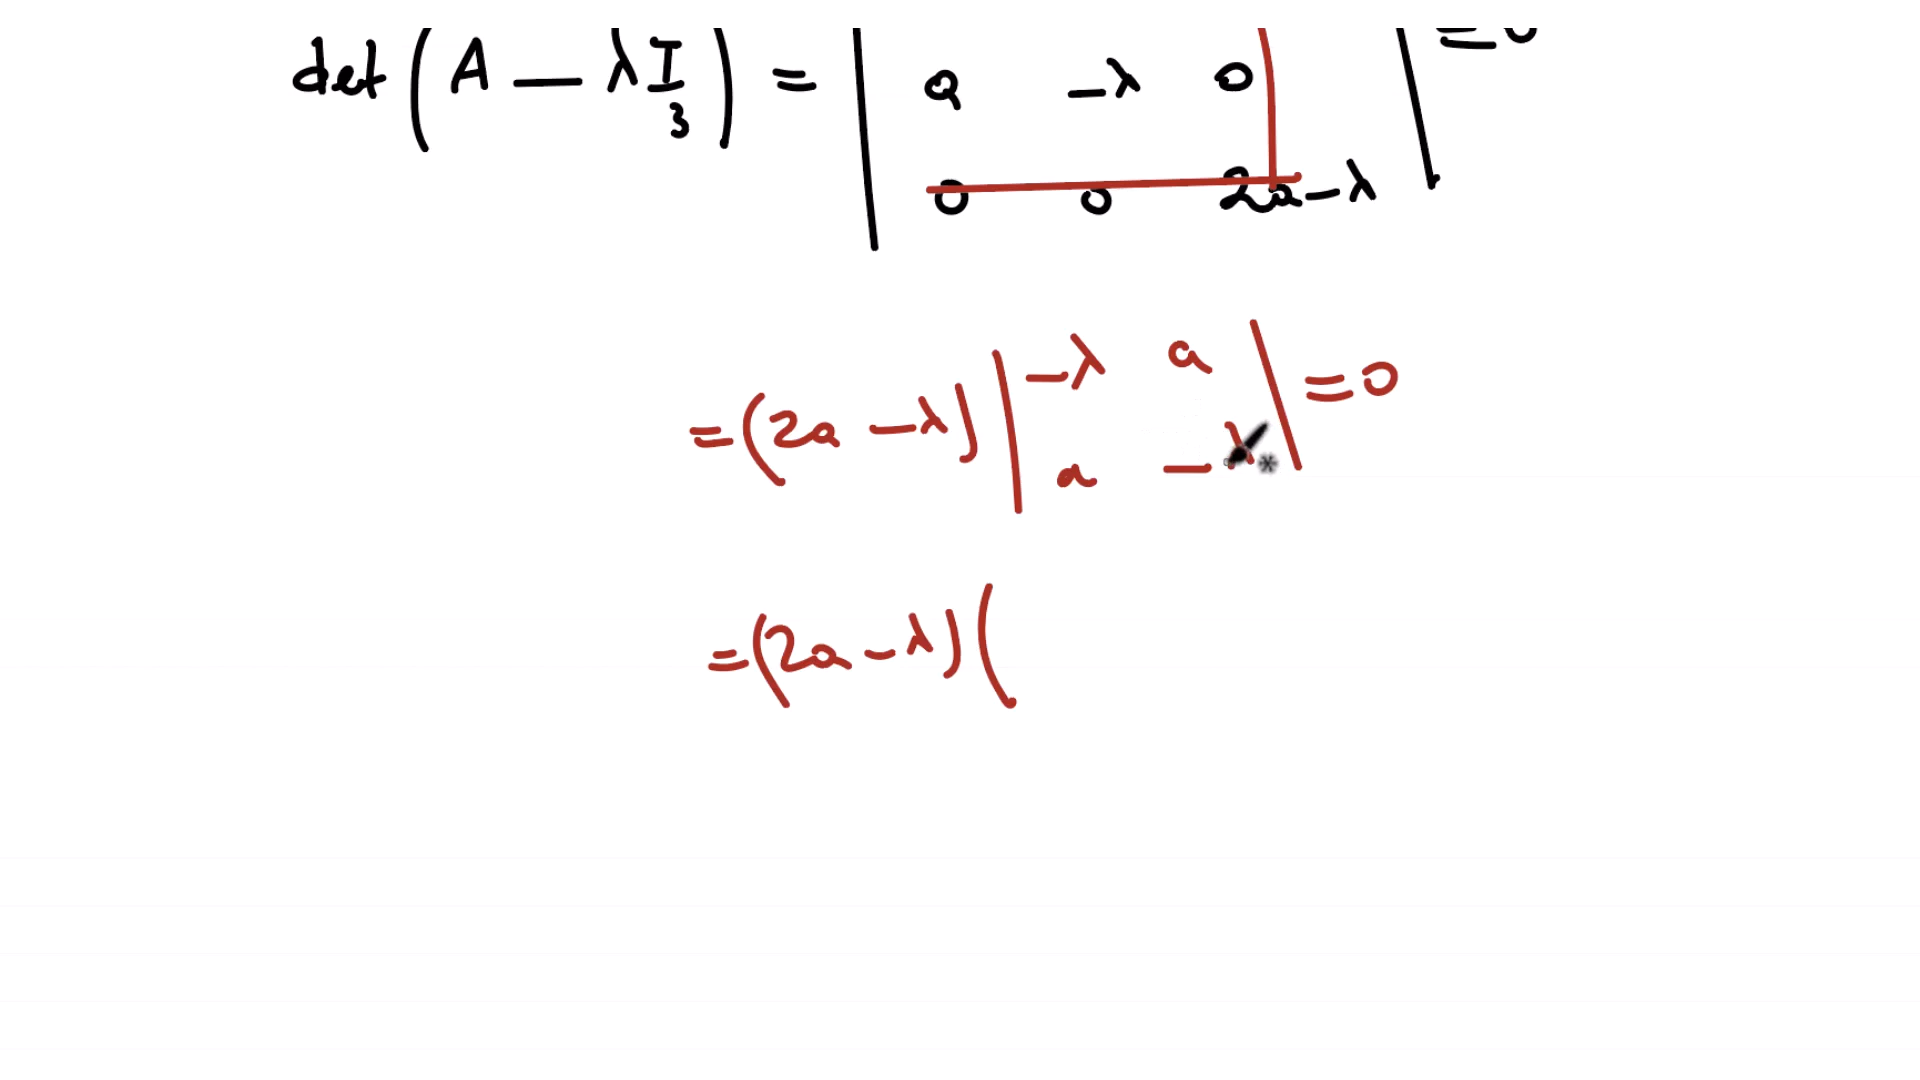 = 0
det(A − λI₃) = | a −λ 0 |
0 0 2a−λ
= (2a − λ) | −λ a | = 0
| a −λ |
= (2a − λ) (